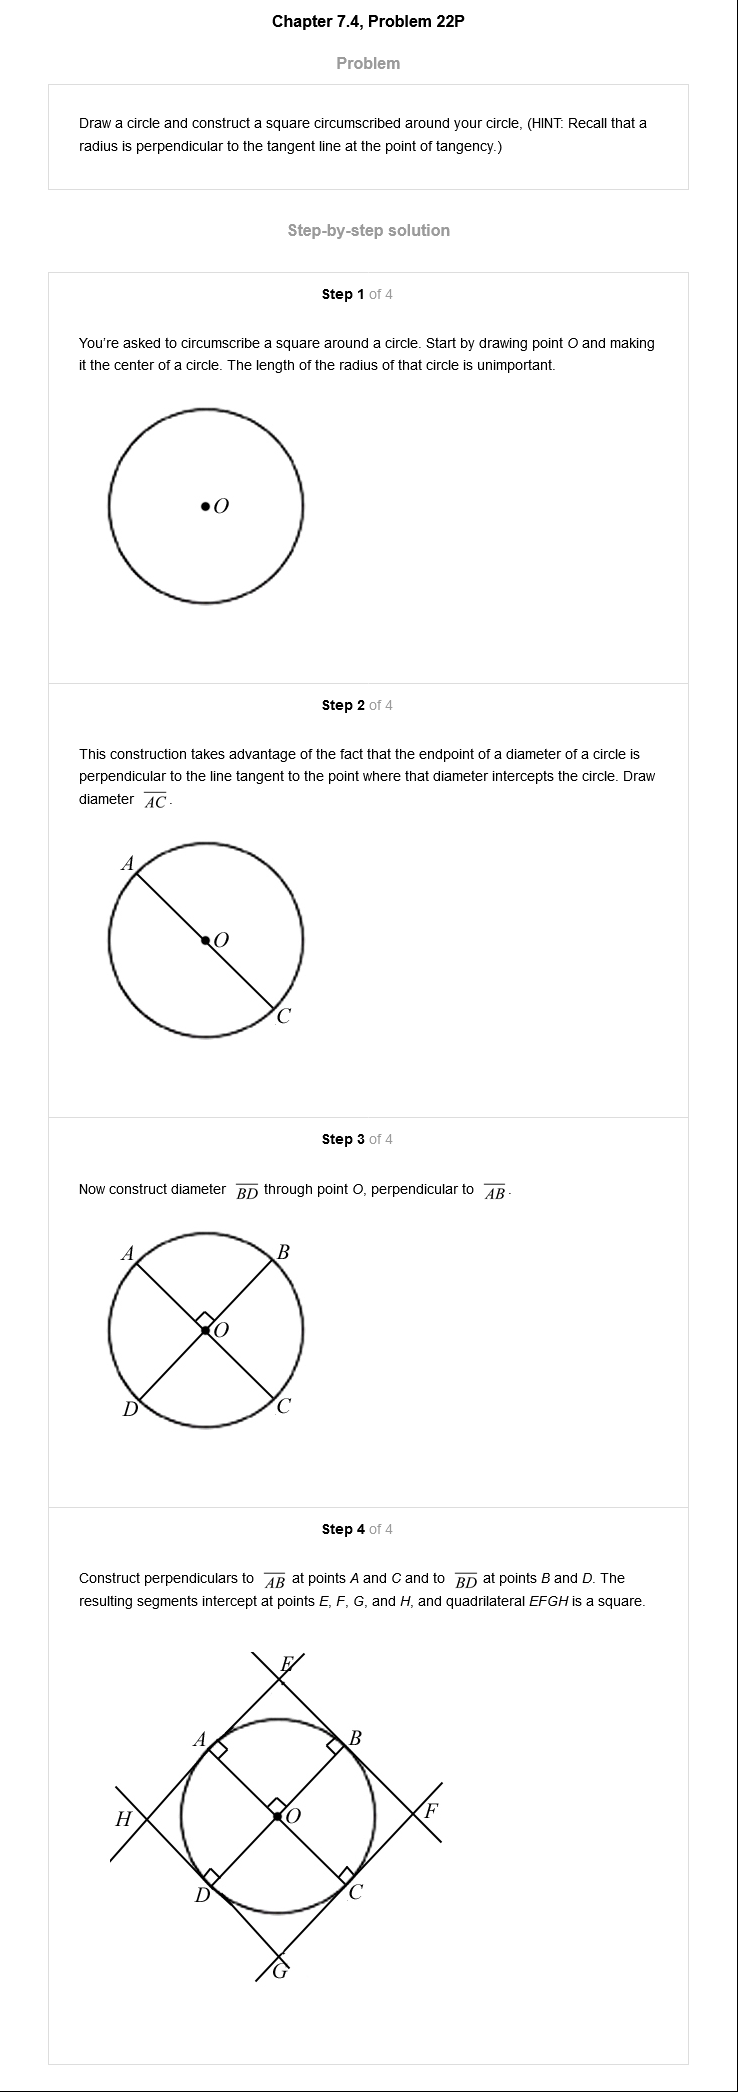 Chapter 7.4, Problem 22P
Problem
Draw a circle and construct a square circumscribed around your circle, (HINT: Recall that a
radius is perpendicular to the tangent line at the point of tangency.)
Step-by-step solution
Step 1 of 4
You're asked to circumscribe a square around a circle. Start by drawing point O and making
it the center of a circle. The length of the radius of that circle is unimportant.
O
Step 2 of 4
This construction takes advantage of the fact that the endpoint of a diameter of a circle is
perpendicular to the line tangent to the point where that diameter intercepts the circle. Draw
diameter AC.
A
O
C
Step 3 of 4
Now construct diameter BD through point O, perpendicular to AB.
A
B
O
D
C
Step 4 of 4
Construct perpendiculars to AB at points A and C and to BD at points B and D. The
resulting segments intercept at points E, F, G, and H, and quadrilateral EFGH is a square.
E
A
B
H
O
F
D
C
G